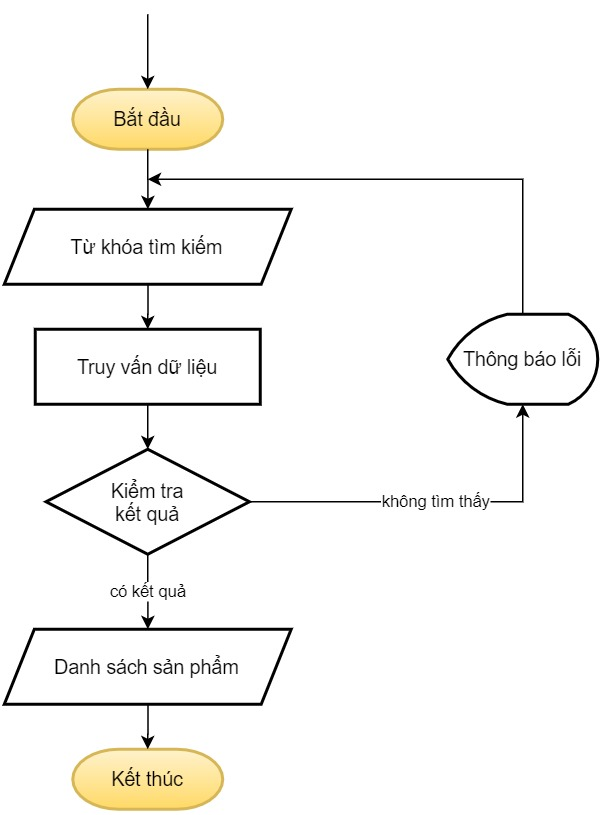 Bắt đầu
Từ khóa tìm kiếm
Truy vấn dữ liệu
Thông báo lỗi
Kiểm tra
kết quả
không tìm thấy
có kết quả
Danh sách sản phẩm
Kết thúc